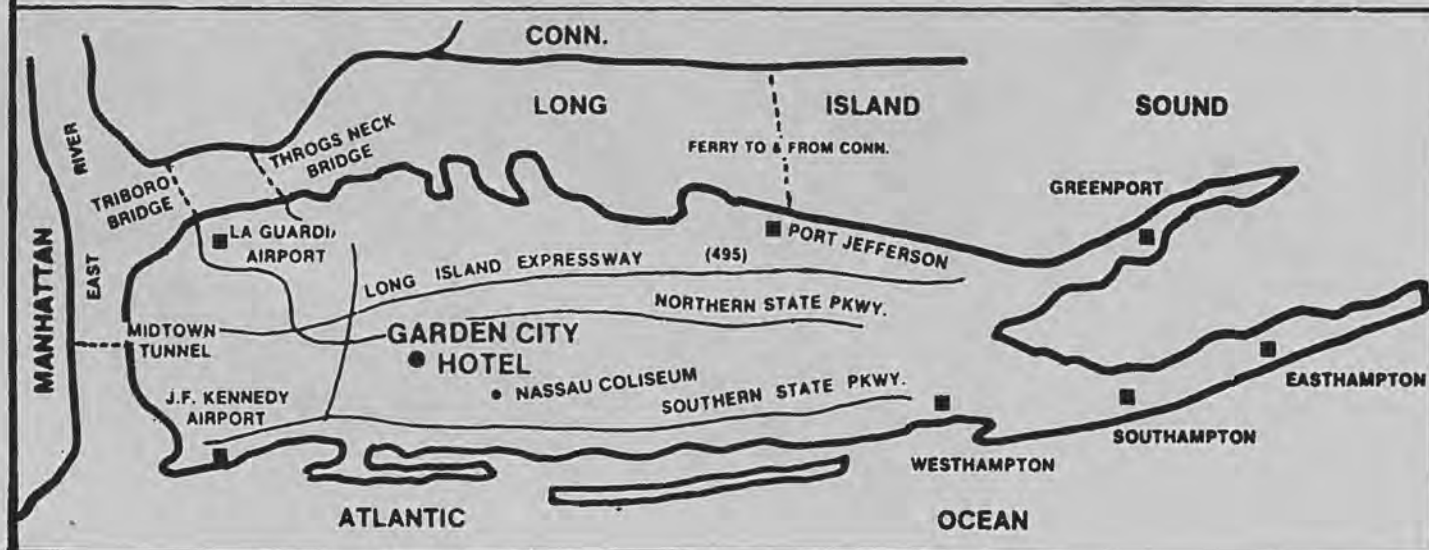 CONN.
LONG ISLAND SOUND
RIVER
THROGS NECK
BRIDGE
FERRY TO & FROM CONN.
TRIBORO
BRIDGE
GREENPORT
MANHATTAN
EAST
LA GUARDI
AIRPORT
PORT JEFFERSON
LONG ISLAND EXPRESSWAY (495)
NORTHERN STATE PKWY.
MIDTOWN
TUNNEL
GARDEN CITY
HOTEL
NASSAU COLISEUM
J.F. KENNEDY
AIRPORT
SOUTHERN STATE PKWY.
EASTHAMPTON
SOUTHAMPTON
WESTHAMPTON
ATLANTIC OCEAN